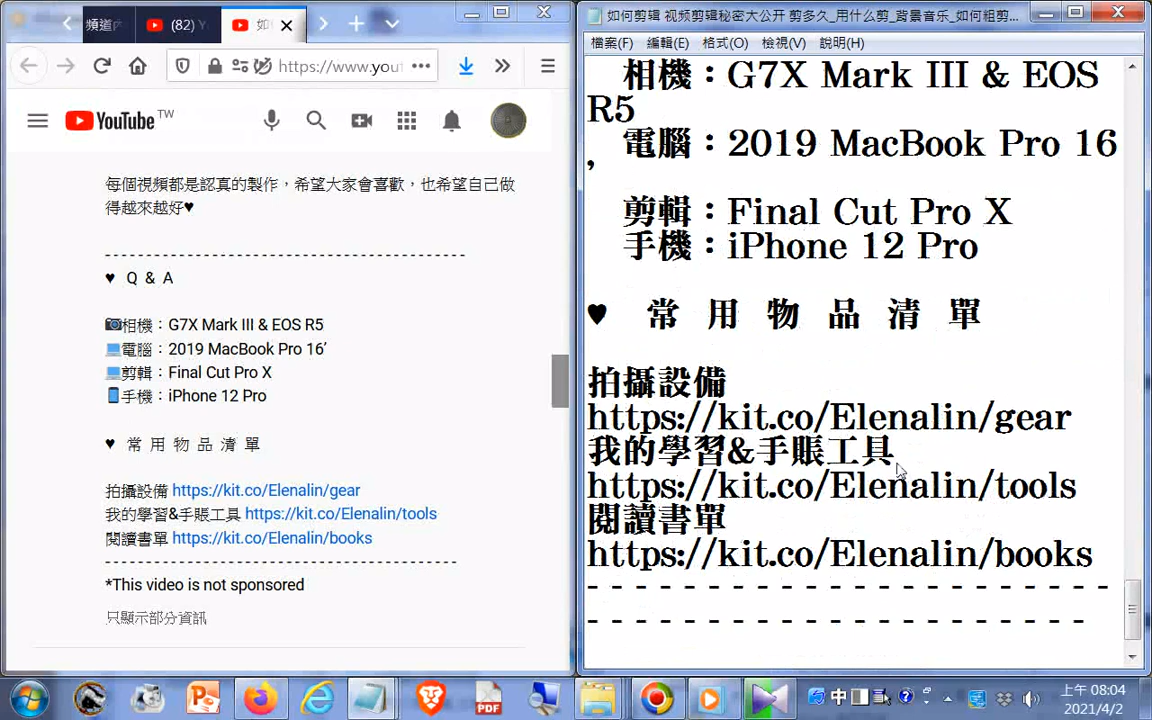 頻道內
(82) Y
如
如何剪辑 视频剪辑秘密大公开 剪多久_用什么剪_背景音乐_如何粗剪...
檔案(F) 編輯(E) 格式(O) 檢視(V) 說明(H)
https://www.yout
YouTube TW
每個視頻都是認真的製作，希望大家會喜歡，也希望自己做
得越來越好♥
- - - - - - - - - - - - - - - - - - - - - - - - - - - - - - - - - - - - - - - - -
♥ Q & A
相機：G7X Mark III & EOS R5
電腦：2019 MacBook Pro 16’
剪輯：Final Cut Pro X
手機：iPhone 12 Pro
♥ 常 用 物 品 清 單
拍攝設備 https://kit.co/Elenalin/gear
我的學習&手賬工具 https://kit.co/Elenalin/tools
閱讀書單 https://kit.co/Elenalin/books
- - - - - - - - - - - - - - - - - - - - - - - - - - - - - - - - - - - - - - - -
*This video is not sponsored
只顯示部分資訊
相機：G7X Mark III & EOS
R5
電腦：2019 MacBook Pro 16
’
剪輯：Final Cut Pro X
手機：iPhone 12 Pro
♥ 常 用 物 品 清 單
拍攝設備
https://kit.co/Elenalin/gear
我的學習&手賬工具
https://kit.co/Elenalin/tools
閱讀書單
https://kit.co/Elenalin/books
- - - - - - - - - - - - - - - - - - - - - - -
- - - - - - - - - - - - - - - - - - - - - -
PDF
中
上午 08:04
2021/4/2